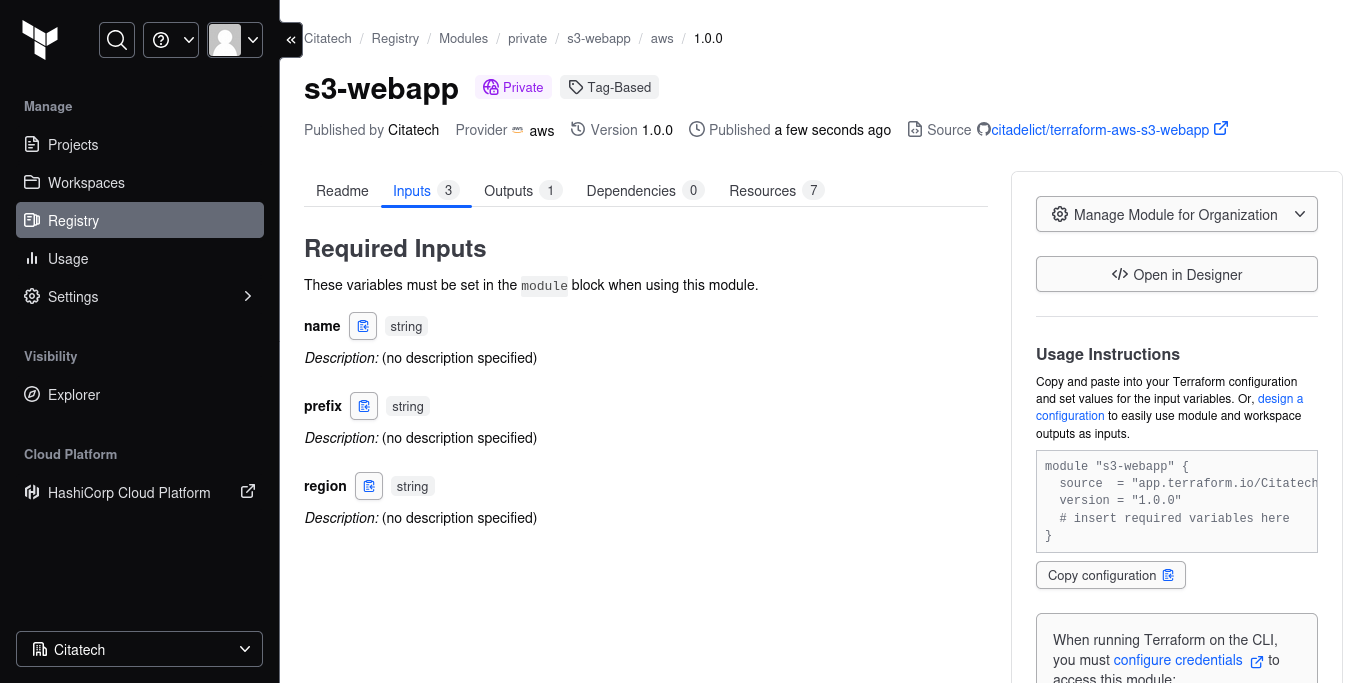 Manage
Projects
Workspaces
Registry
Usage
Settings
Visibility
Explorer
Cloud Platform
HashiCorp Cloud Platform
Citatech
Citatech / Registry / Modules / private / s3-webapp / aws / 1.0.0
s3-webapp Private Tag-Based
Published by Citatech Provider aws aws Version 1.0.0 Published a few seconds ago Source citadelict/terraform-aws-s3-webapp
Readme Inputs 3 Outputs 1 Dependencies 0 Resources 7
Required Inputs
These variables must be set in the module block when using this module.
name string
Description: (no description specified)
prefix string
Description: (no description specified)
region string
Description: (no description specified)
Manage Module for Organization
</> Open in Designer
Usage Instructions
Copy and paste into your Terraform configuration
and set values for the input variables. Or, design a
configuration to easily use module and workspace
outputs as inputs.
module "s3-webapp" {
source = "app.terraform.io/Citatech
version = "1.0.0"
# insert required variables here
}
Copy configuration
When running Terraform on the CLI,
you must configure credentials to
access this module: